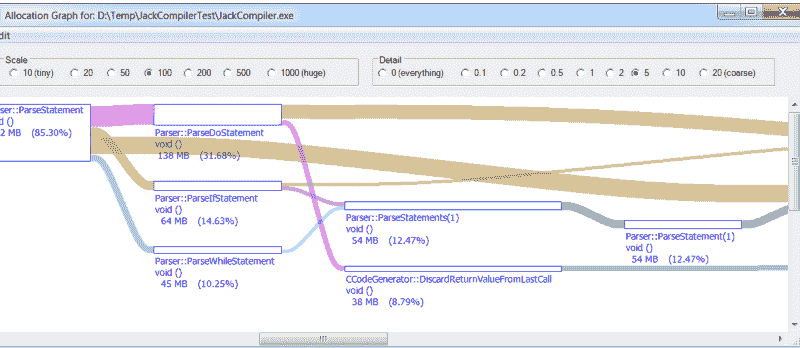 Allocation Graph for: D:\Temp\JackCompilerTest\JackCompiler.exe
dit
Scale
10 (tiny) 20 50 100 200 500 1000 (huge)
Detail
0 (everything) 0.1 0.2 0.5 1 2 5 10 20 (coarse)
rser::ParseStatement
oid ()
2 MB (85.30%)
Parser::ParseDoStatement
void ()
138 MB (31.68%)
Parser::ParseIfStatement
void ()
64 MB (14.63%)
Parser::ParseWhileStatement
void ()
45 MB (10.25%)
Parser::ParseStatements(1)
void ()
54 MB (12.47%)
CCodeGenerator::DiscardReturnValueFromLastCall
void ()
38 MB (8.79%)
Parser::ParseStatement(1)
void ()
54 MB (12.47%)